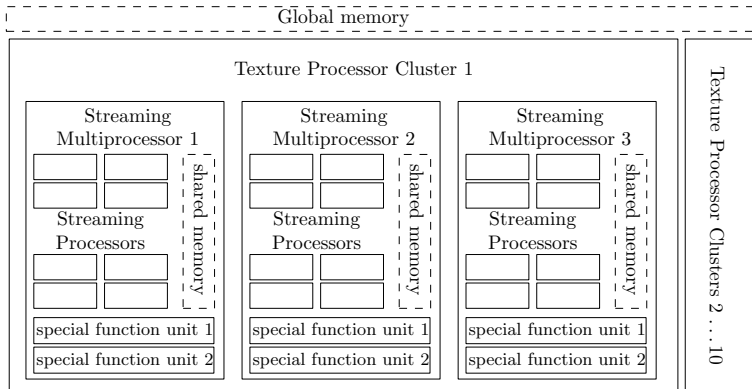 Global memory
Texture Processor Cluster 1
Streaming
Multiprocessor 1
shared memory
Streaming
Processors
special function unit 1
special function unit 2
Streaming
Multiprocessor 2
shared memory
Streaming
Processors
special function unit 1
special function unit 2
Streaming
Multiprocessor 3
shared memory
Streaming
Processors
special function unit 1
special function unit 2
Texture Processor Clusters 2 . . . 10